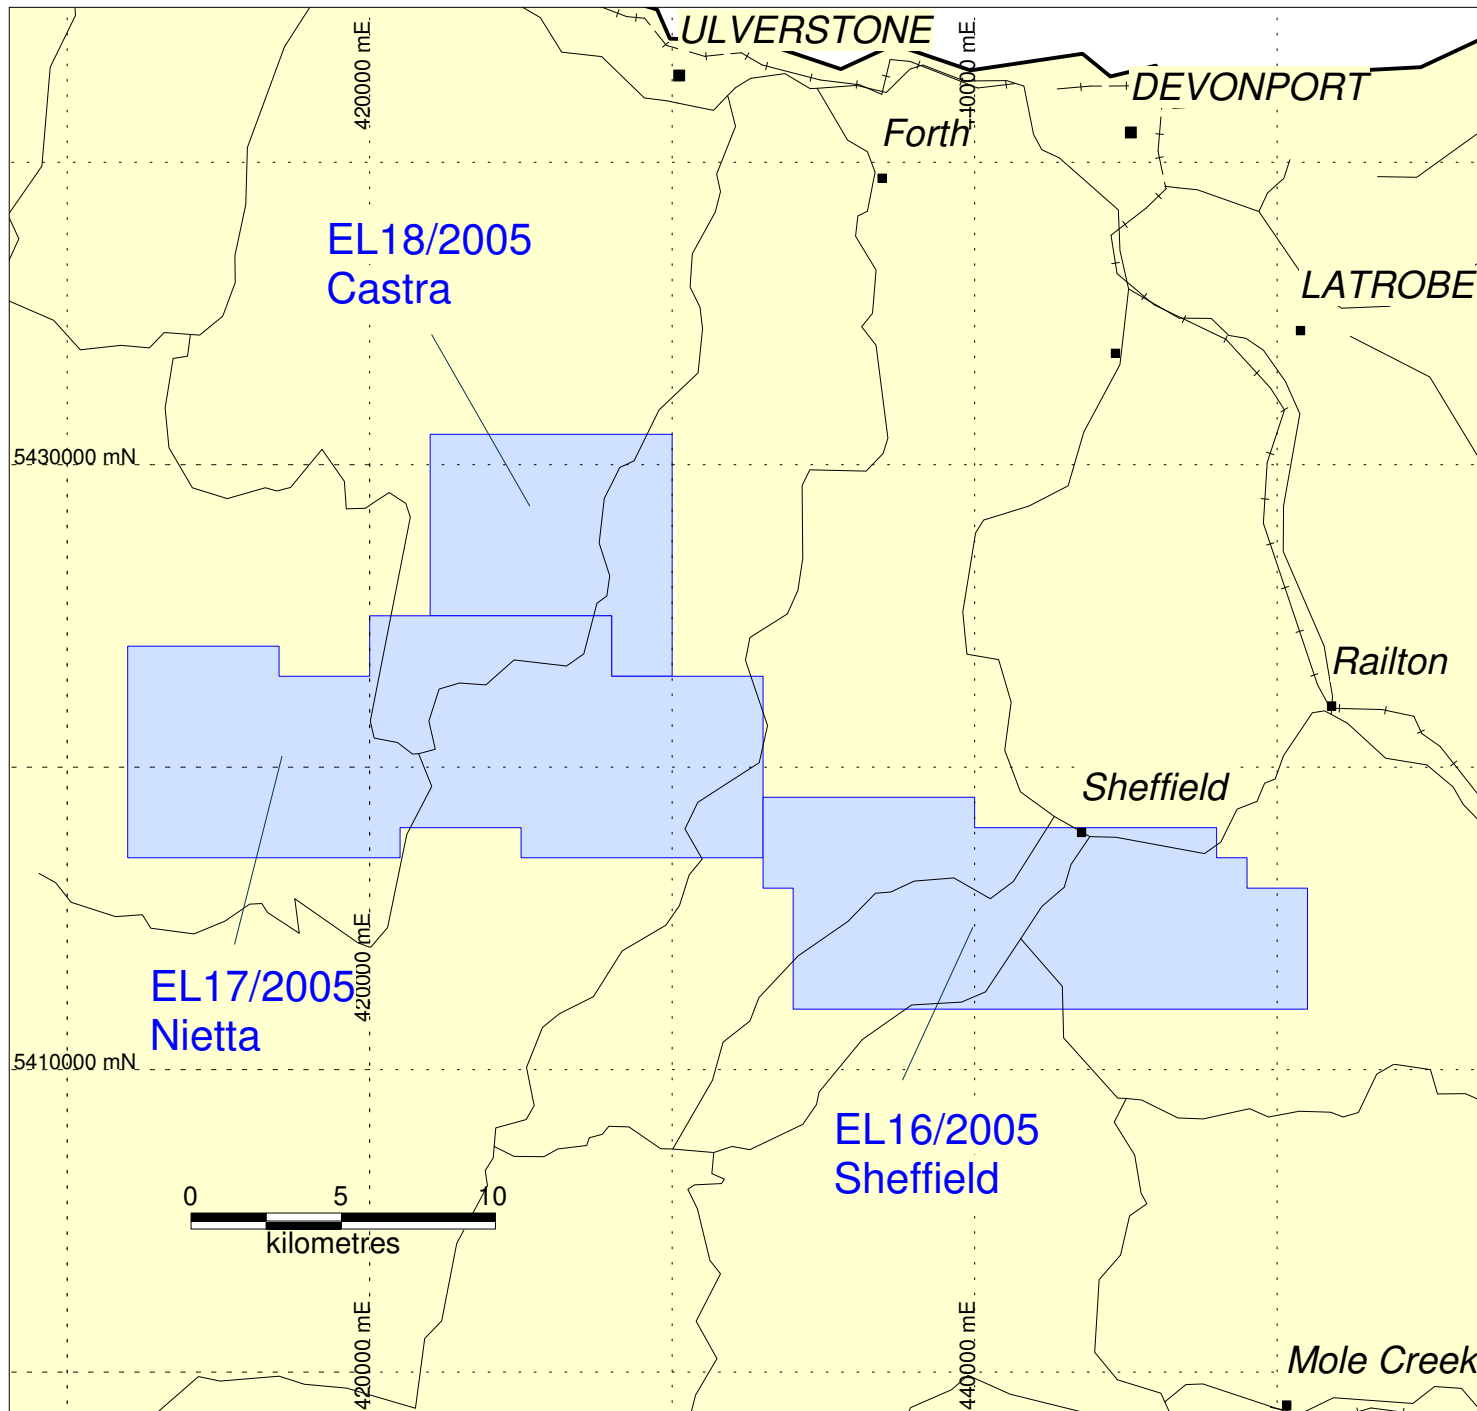 ULVERSTONE
420000 mE
440000 mE
DEVONPORT
Forth
EL18/2005
Castra
LATROBE
5430000 mN
Railton
Sheffield
420000 mE
EL17/2005
Nietta
5410000 mN
EL16/2005
Sheffield
0 5 10
kilometres
420000 mE
440000 mE
Mole Creek